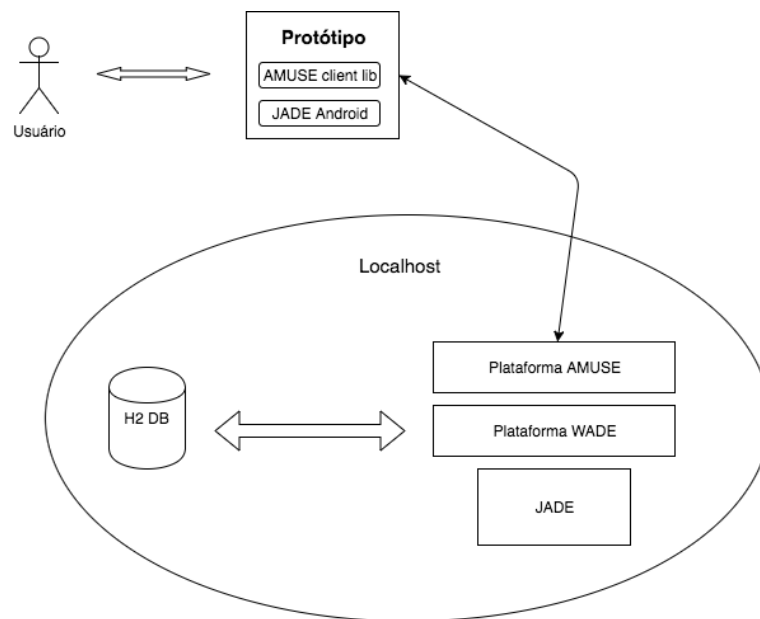 Protótipo
AMUSE client lib
JADE Android
Usuário
Localhost
Plataforma AMUSE
H2 DB
Plataforma WADE
JADE